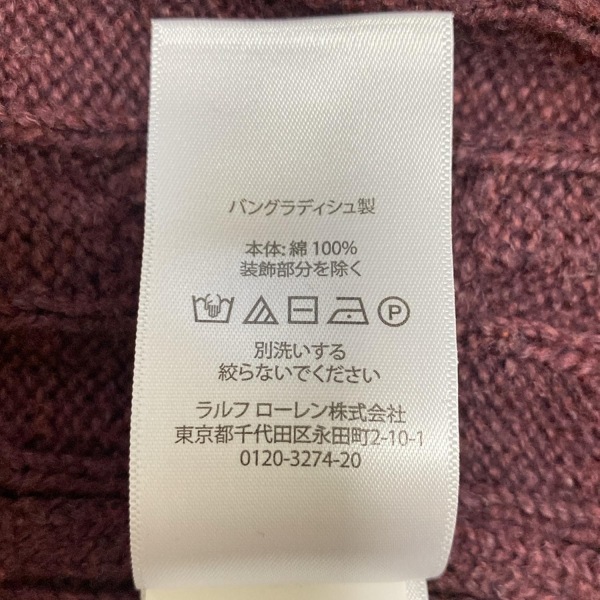 バングラディシュ製
本体: 綿 100%
装飾部分を除く
P
別洗いする
絞らないでください
ラルフ ローレン株式会社
東京都千代田区永田町2-10-1
0120-3274-20